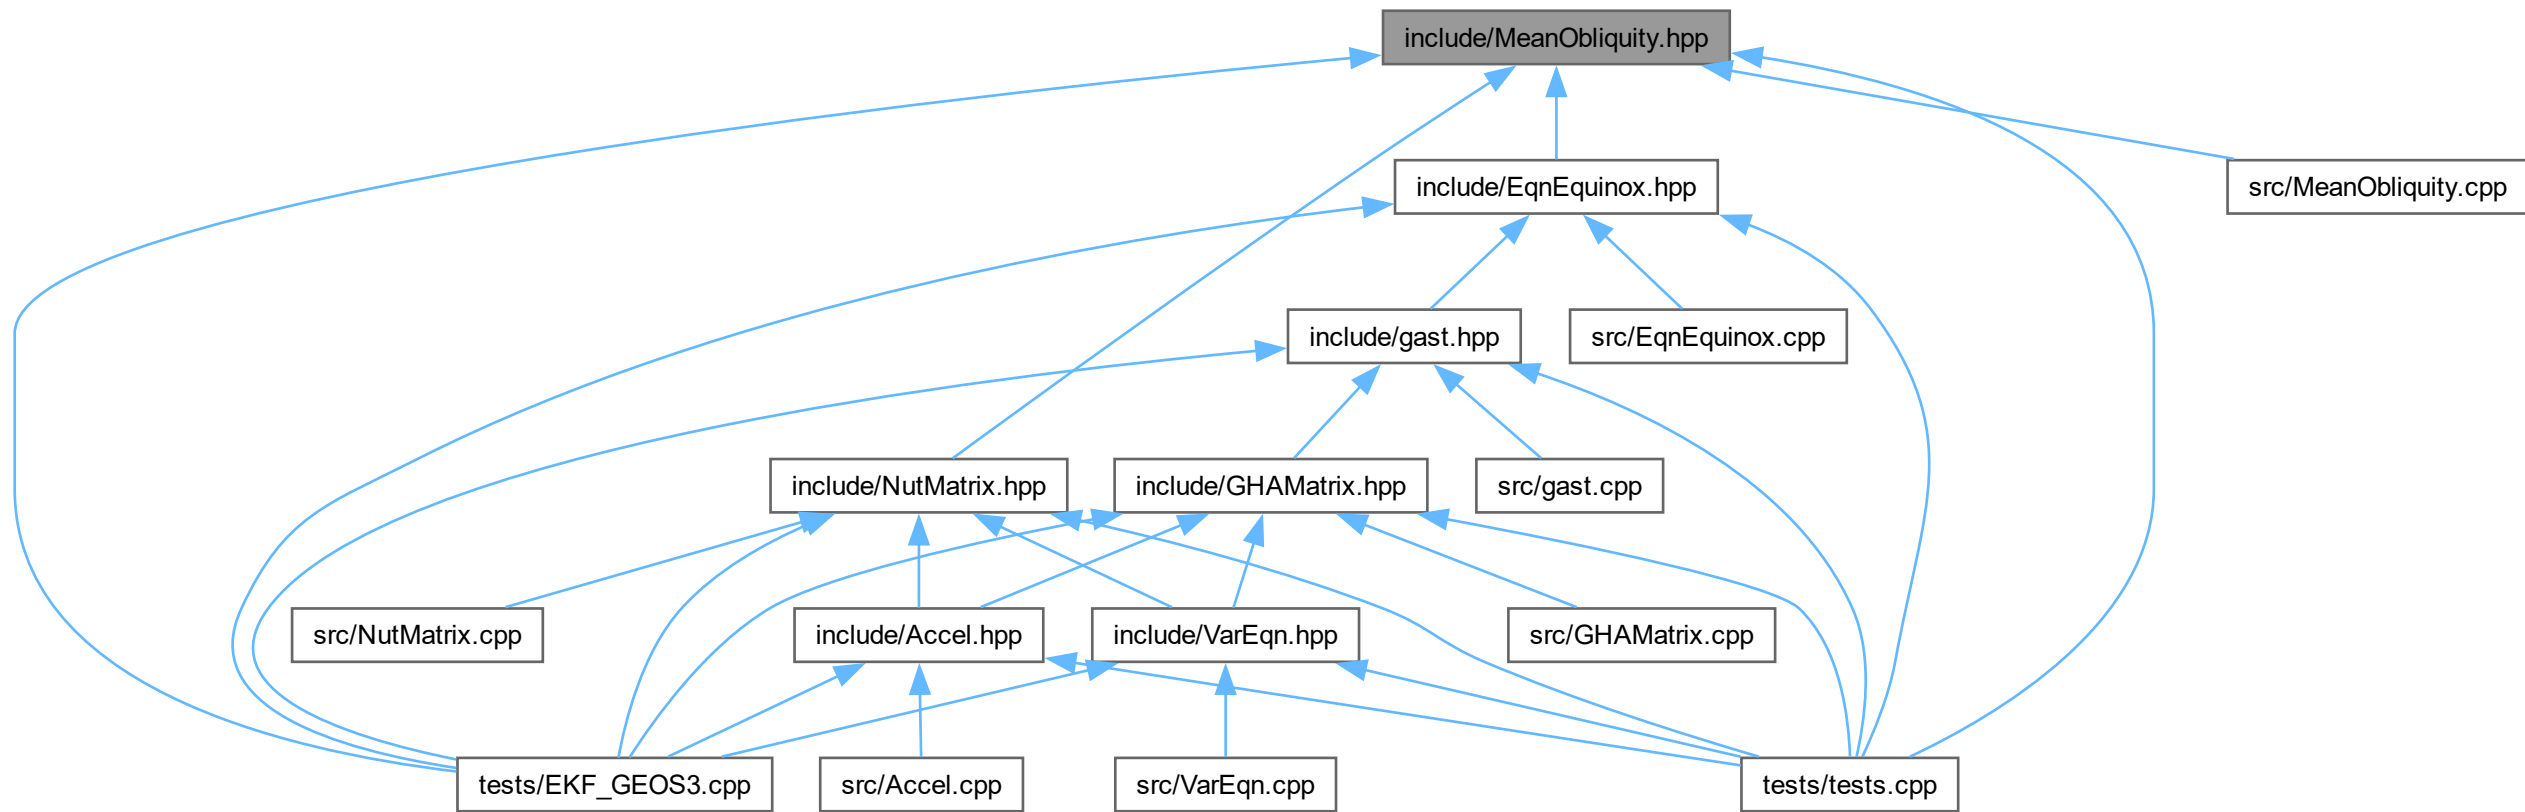 include/MeanObliquity.hpp
include/EqnEquinox.hpp
src/MeanObliquity.cpp
include/gast.hpp
src/EqnEquinox.cpp
include/NutMatrix.hpp
include/GHAMatrix.hpp
src/gast.cpp
src/NutMatrix.cpp
include/Accel.hpp
include/VarEqn.hpp
src/GHAMatrix.cpp
tests/EKF_GEOS3.cpp
src/Accel.cpp
src/VarEqn.cpp
tests/tests.cpp